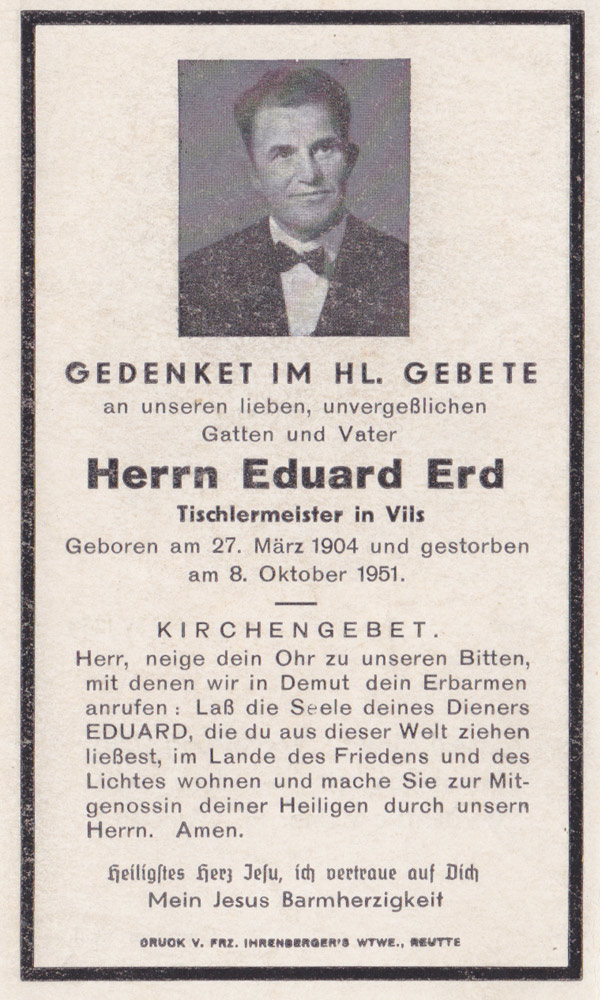 GEDENKET IM HL. GEBETE
an unseren lieben, unvergeßlichen
Gatten und Vater
Herrn Eduard Erd
Tischlermeister in Vils
Geboren am 27. März 1904 und gestorben
am 8. Oktober 1951.
KIRCHENGEBET.
Herr, neige dein Ohr zu unseren Bitten,
mit denen wir in Demut dein Erbarmen
anrufen: Laß die Seele deines Dieners
EDUARD, die du aus dieser Welt ziehen
ließest, im Lande des Friedens und des
Lichtes wohnen und mache Sie zur Mit-
genossin deiner Heiligen durch unsern
Herrn. Amen.
Heiligstes Herz Jesu, ich vertraue auf Dich
Mein Jesus Barmherzigkeit
DRUCK V. FRZ. IHRENBERGER'S WTWE., REUTTE